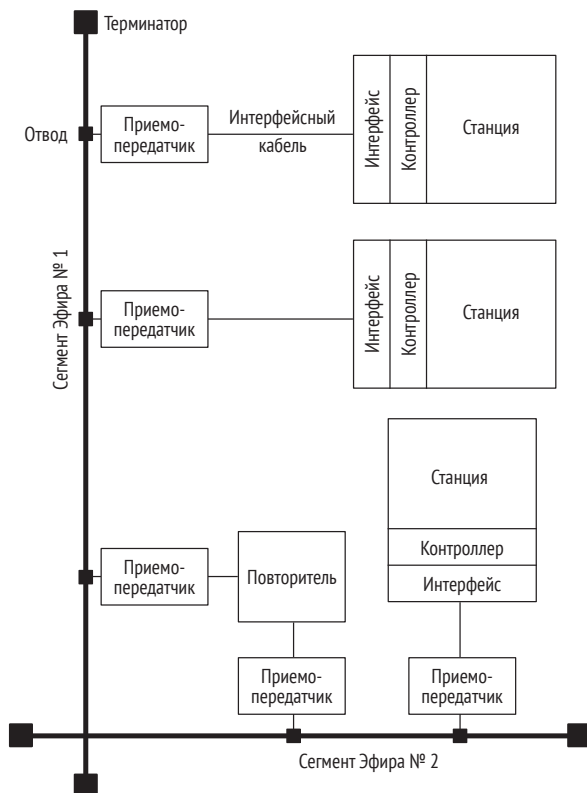 Терминатор
Отвод
Приемо-
передатчик
Интерфейсный
кабель
Интерфейс
Контроллер
Станция
Сегмент Эфира № 1
Приемо-
передатчик
Интерфейс
Контроллер
Станция
Станция
Контроллер
Интерфейс
Приемо-
передатчик
Повторитель
Приемо-
передатчик
Приемо-
передатчик
Сегмент Эфира № 2